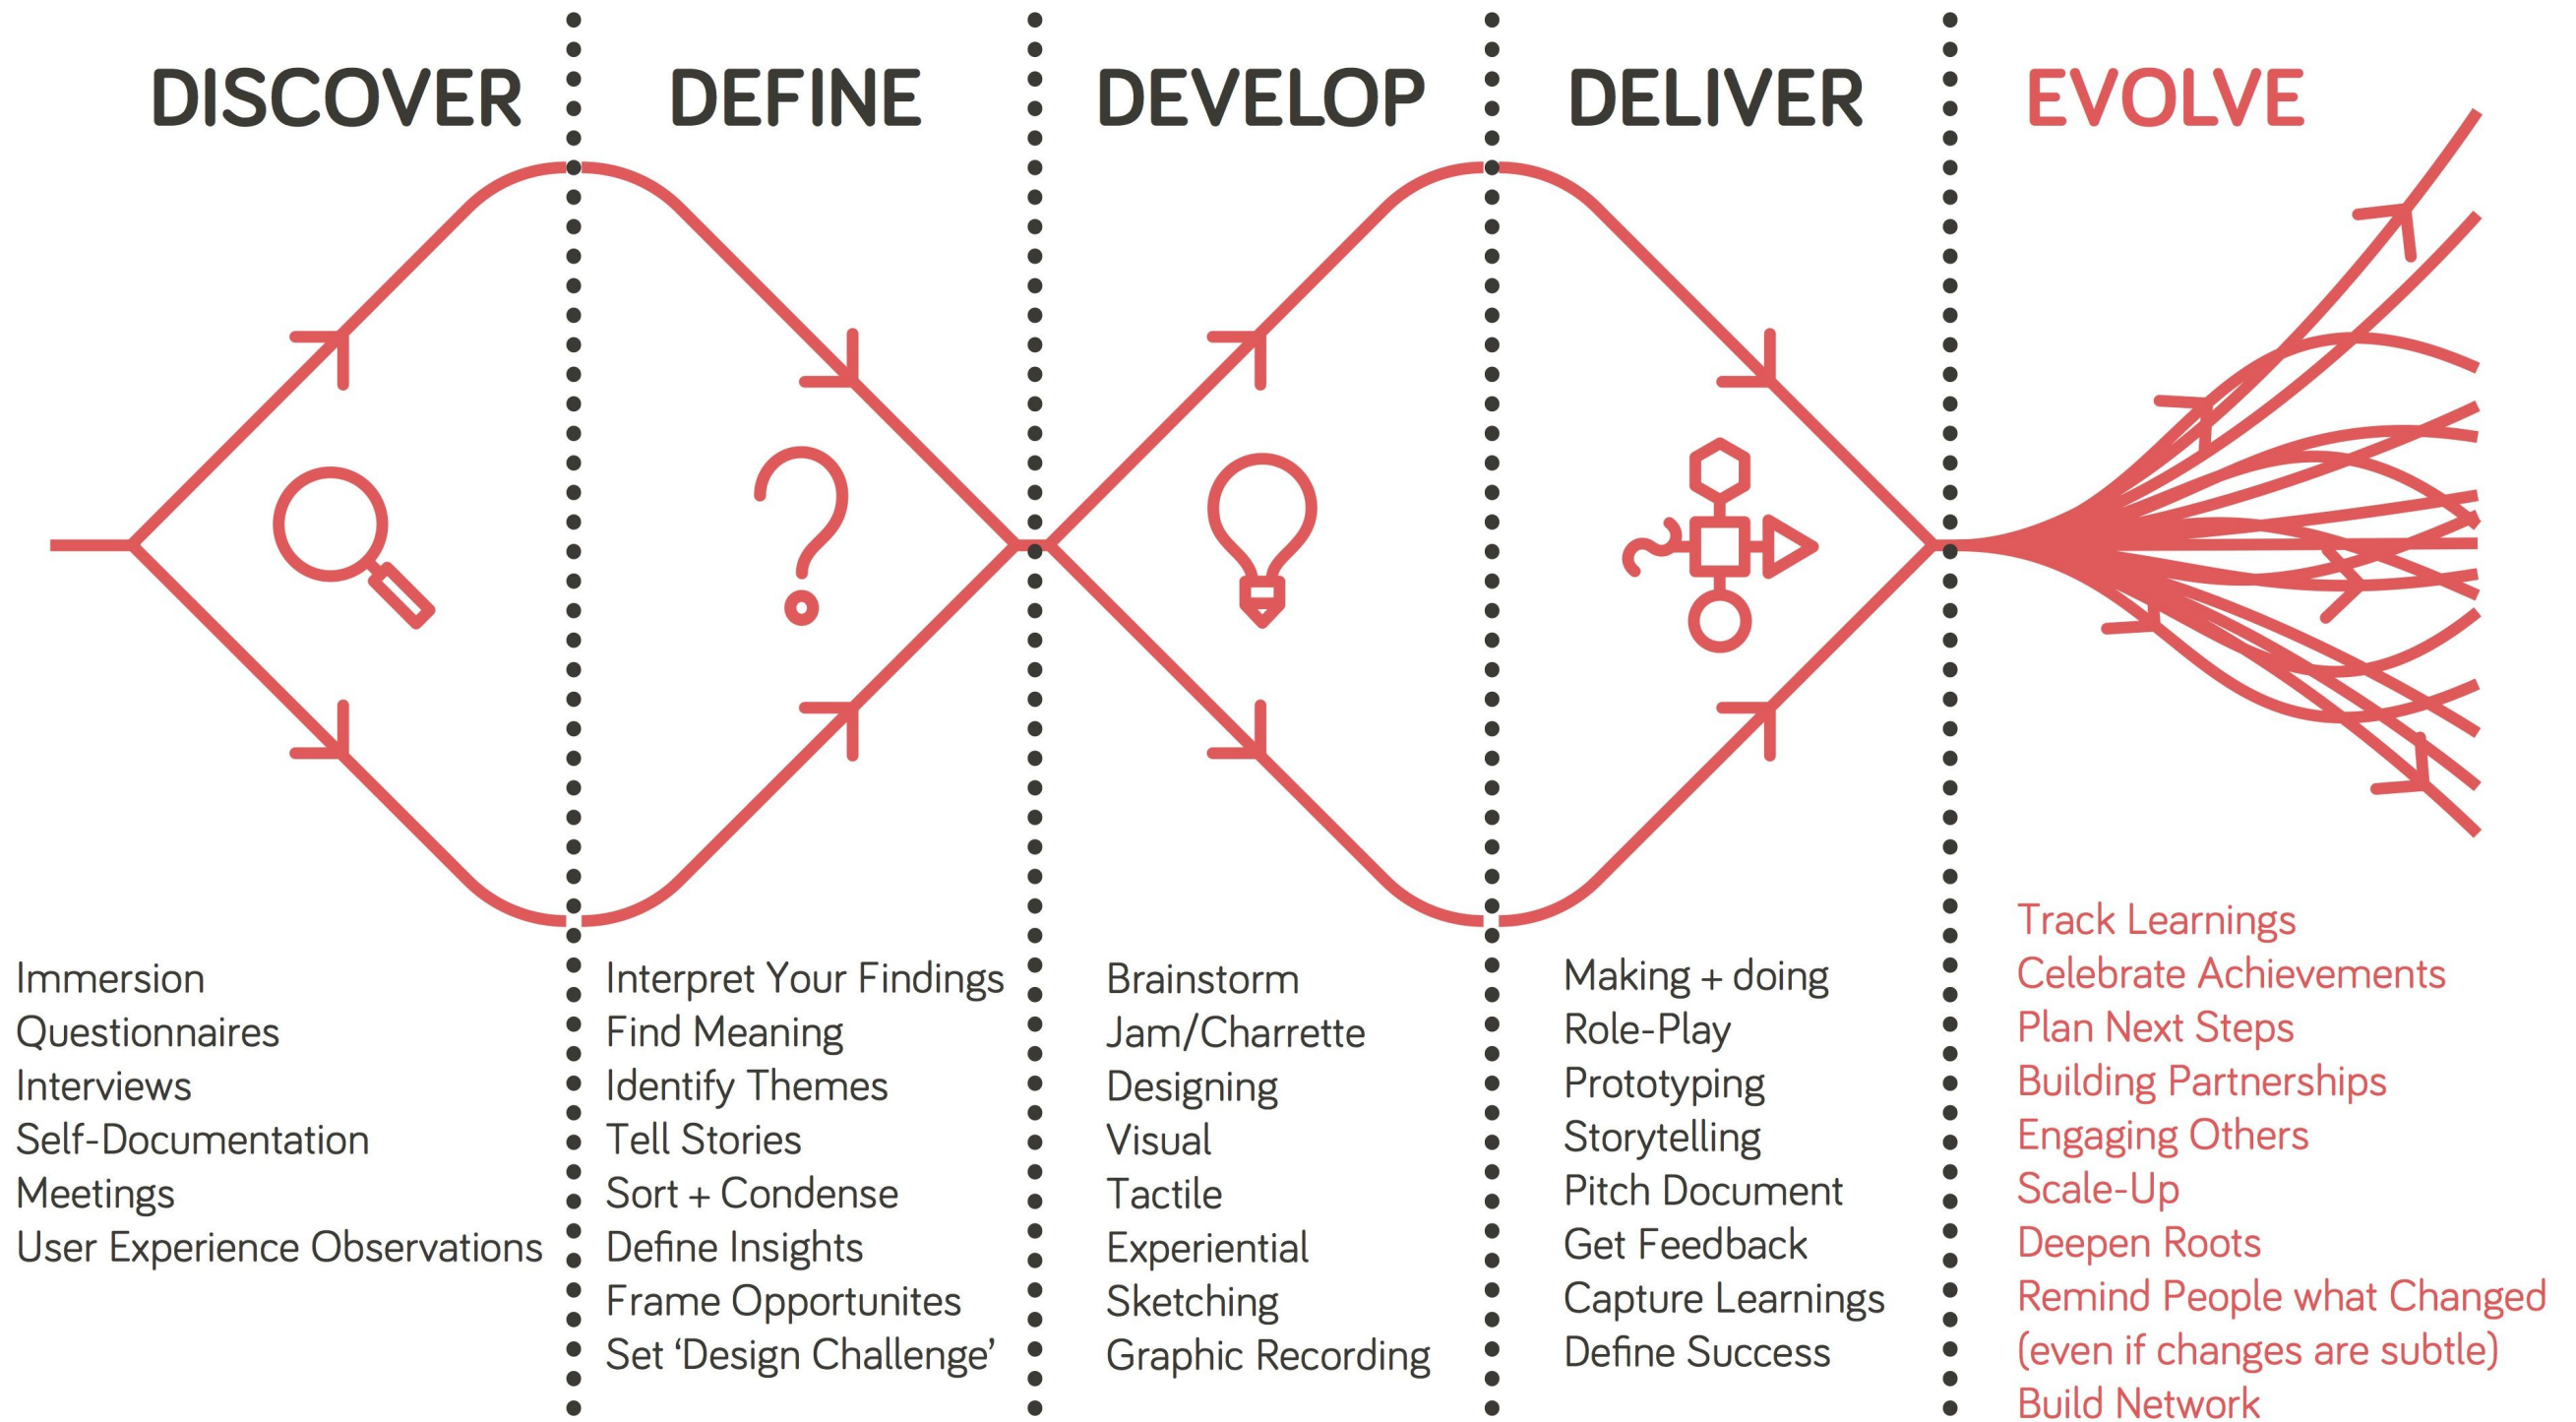 DISCOVER
DEFINE
DEVELOP
DELIVER
EVOLVE
Immersion
Questionnaires
Interviews
Self-Documentation
Meetings
User Experience Observations
Interpret Your Findings
Find Meaning
Identify Themes
Tell Stories
Sort + Condense
Define Insights
Frame Opportunites
Set ‘Design Challenge’
Brainstorm
Jam/Charrette
Designing
Visual
Tactile
Experiential
Sketching
Graphic Recording
Making + doing
Role-Play
Prototyping
Storytelling
Pitch Document
Get Feedback
Capture Learnings
Define Success
Track Learnings
Celebrate Achievements
Plan Next Steps
Building Partnerships
Engaging Others
Scale-Up
Deepen Roots
Remind People what Changed
(even if changes are subtle)
Build Network